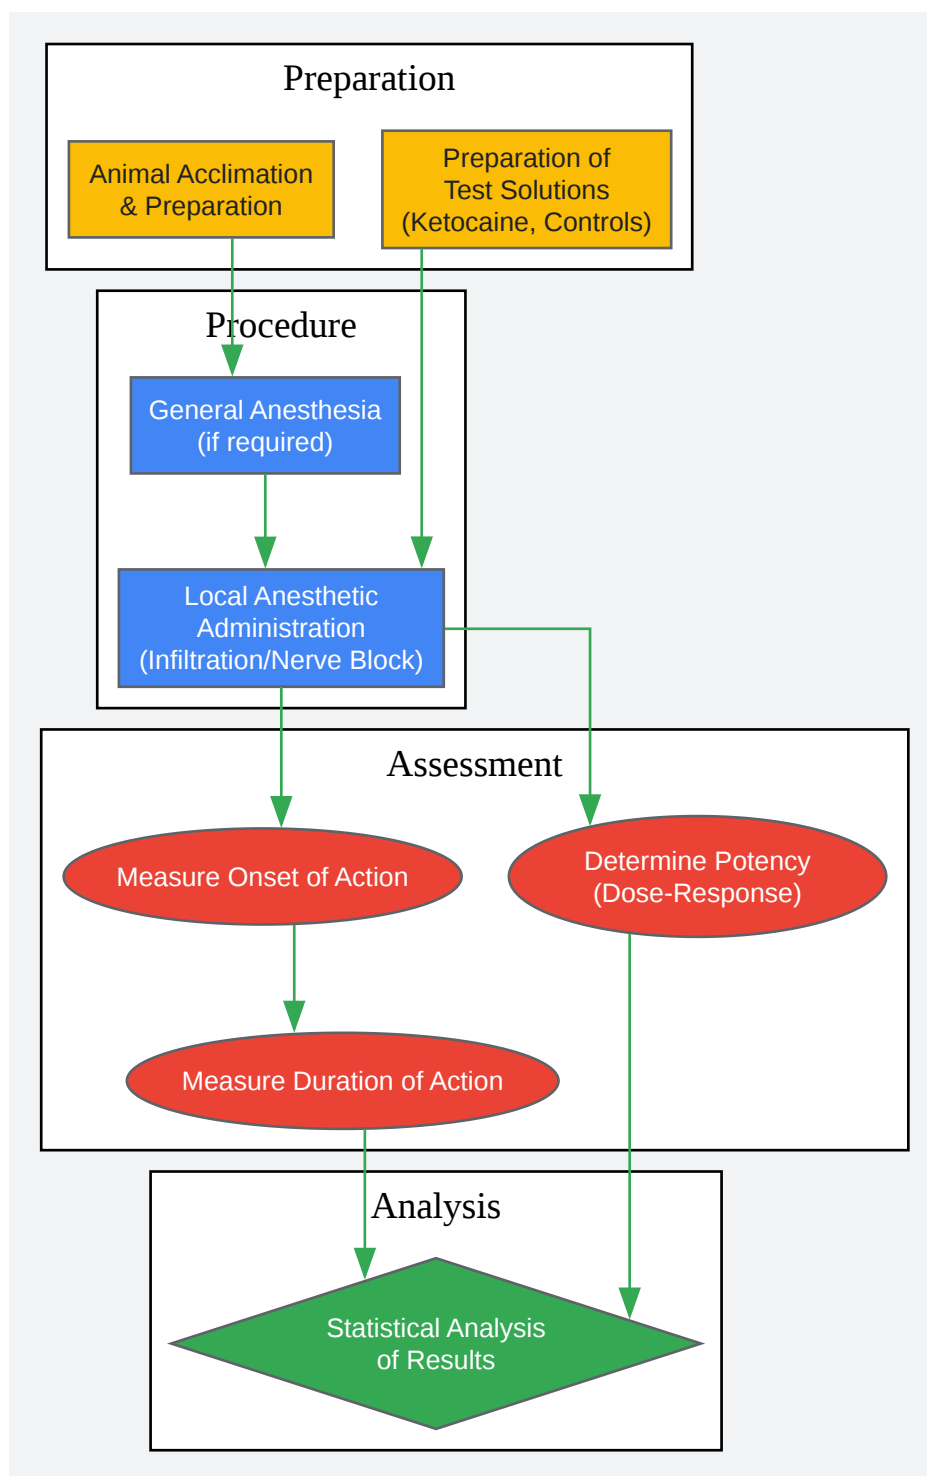 Preparation
Animal Acclimation
& Preparation
Preparation of
Test Solutions
(Ketocaine, Controls)
Procedure
General Anesthesia
(if required)
Local Anesthetic
Administration
(Infiltration/Nerve Block)
Assessment
Measure Onset of Action
Determine Potency
(Dose-Response)
Measure Duration of Action
Analysis
Statistical Analysis
of Results